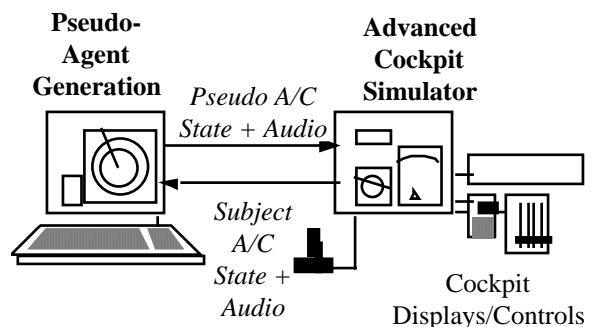 Pseudo-
Agent
Generation
Advanced
Cockpit
Simulator
Pseudo A/C
State + Audio
Subject
A/C
State +
Audio
Cockpit
Displays/Controls